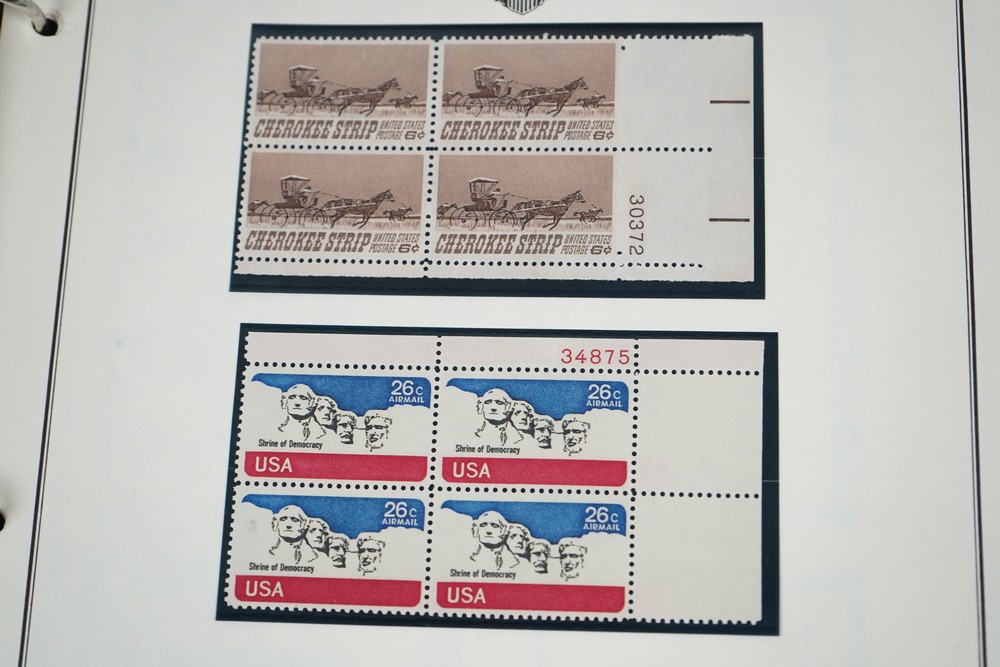 CHEROKEE STRIP UNITED STATES POSTAGE 6¢
CHEROKEE STRIP UNITED STATES POSTAGE 6¢
CHEROKEE STRIP UNITED STATES POSTAGE 6¢
CHEROKEE STRIP UNITED STATES POSTAGE 6¢
30372
34875
26c
AIRMAIL
Shrine of Democracy
USA
26c
AIRMAIL
Shrine of Democracy
USA
26c
AIRMAIL
Shrine of Democracy
USA
26c
AIRMAIL
Shrine of Democracy
USA